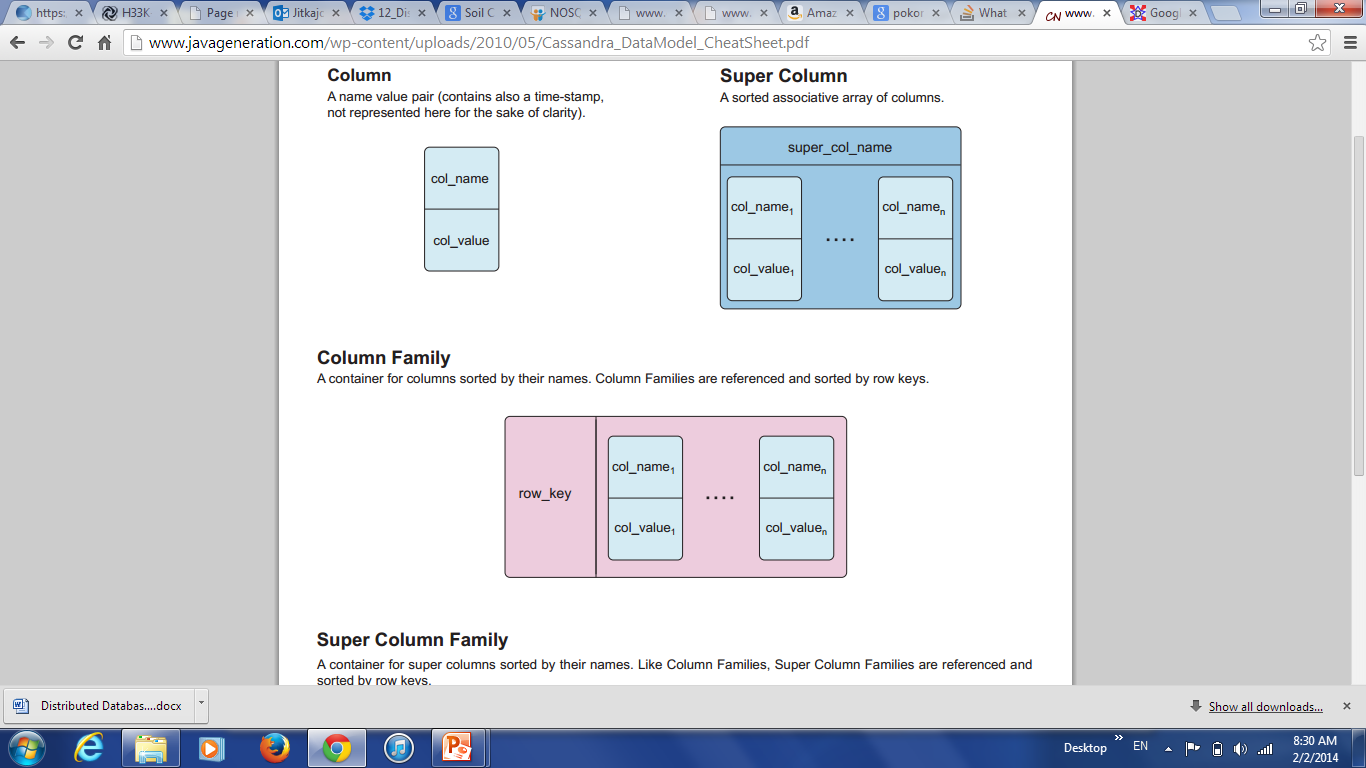 https:
H33K
Page
Jitkajc
12_Dis
Soil C
NOSQ
www.
www.
Amaz
pokor
What
www.
Googl
www.javageneration.com/wp-content/uploads/2010/05/Cassandra_DataModel_CheatSheet.pdf
Column
A name value pair (contains also a time-stamp,
not represented here for the sake of clarity).
col_name
col_value
Super Column
A sorted associative array of columns.
super_col_name
col_name1
col_value1
....
col_namen
col_valuen
Column Family
A container for columns sorted by their names. Column Families are referenced and sorted by row keys.
row_key
col_name1
col_value1
....
col_namen
col_valuen
Super Column Family
A container for super columns sorted by their names. Like Column Families, Super Column Families are referenced and
sorted by row keys.
Distributed Databas....docx
Show all downloads...
Desktop
EN
8:30 AM
2/2/2014